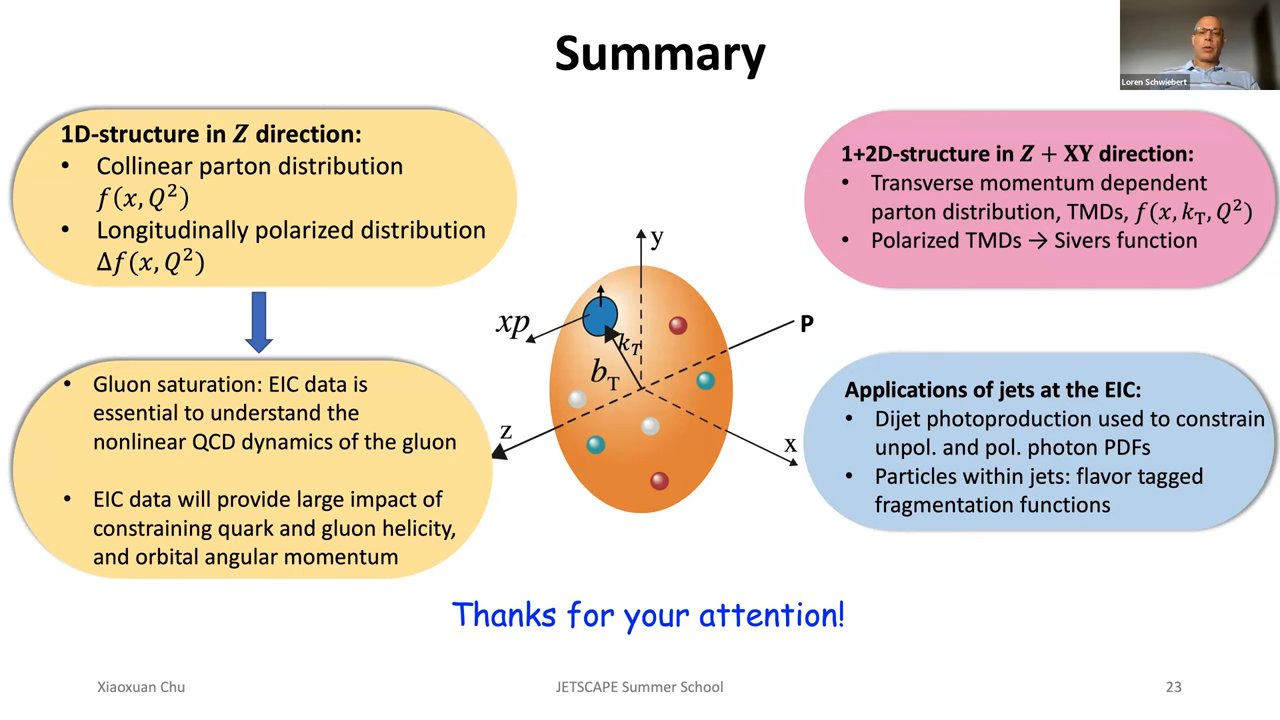 Summary
Loren Schwiebert
1D-structure in Z direction:
• Collinear parton distribution
f(x, Q²)
• Longitudinally polarized distribution
Δf(x, Q²)
1+2D-structure in Z + XY direction:
• Transverse momentum dependent
parton distribution, TMDs, f(x, k_T, Q²)
• Polarized TMDs → Sivers function
y
xp
k_T
b_T
P
z
x
• Gluon saturation: EIC data is
essential to understand the
nonlinear QCD dynamics of the gluon
• EIC data will provide large impact of
constraining quark and gluon helicity,
and orbital angular momentum
Applications of jets at the EIC:
• Dijet photoproduction used to constrain
unpol. and pol. photon PDFs
• Particles within jets: flavor tagged
fragmentation functions
Thanks for your attention!
Xiaoxuan Chu
JETSCAPE Summer School
23